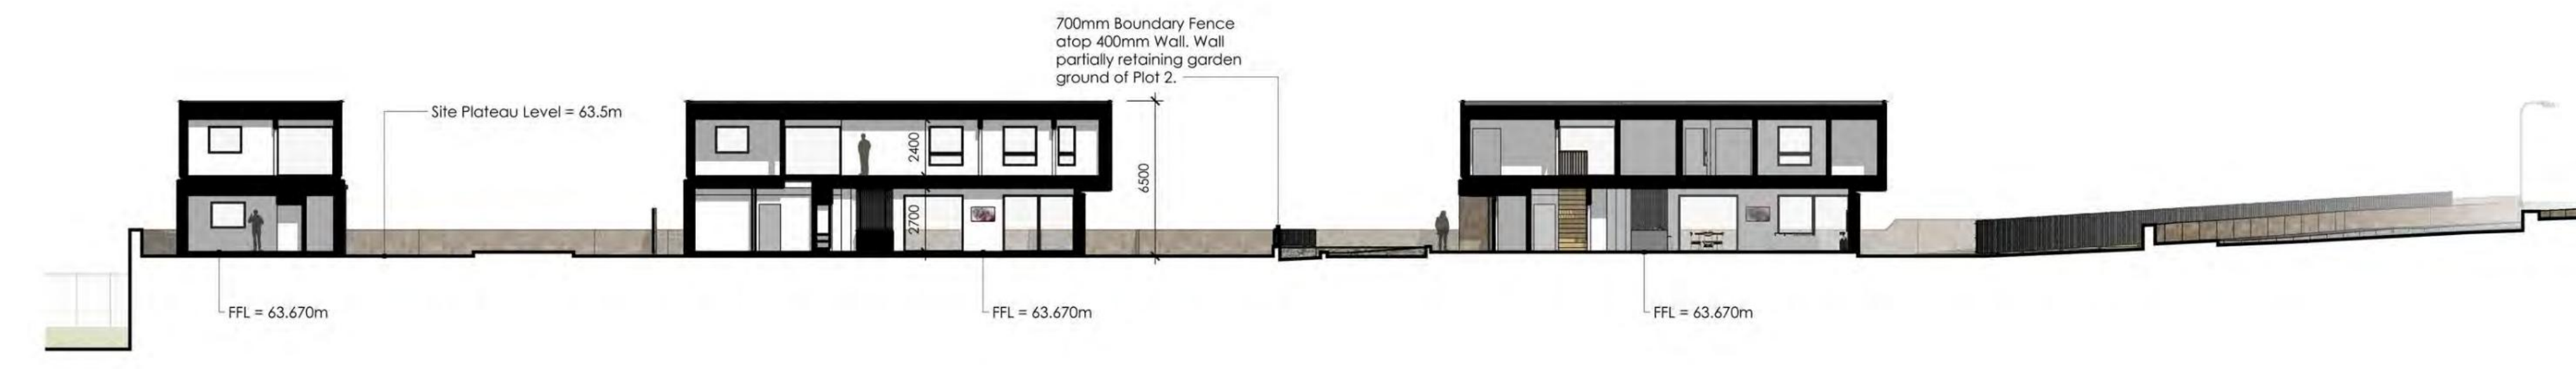 700mm Boundary Fence
atop 400mm Wall. Wall
partially retaining garden
ground of Plot 2.
Site Plateau Level = 63.5m
2400
6500
2700
FFL = 63.670m
FFL = 63.670m
FFL = 63.670m